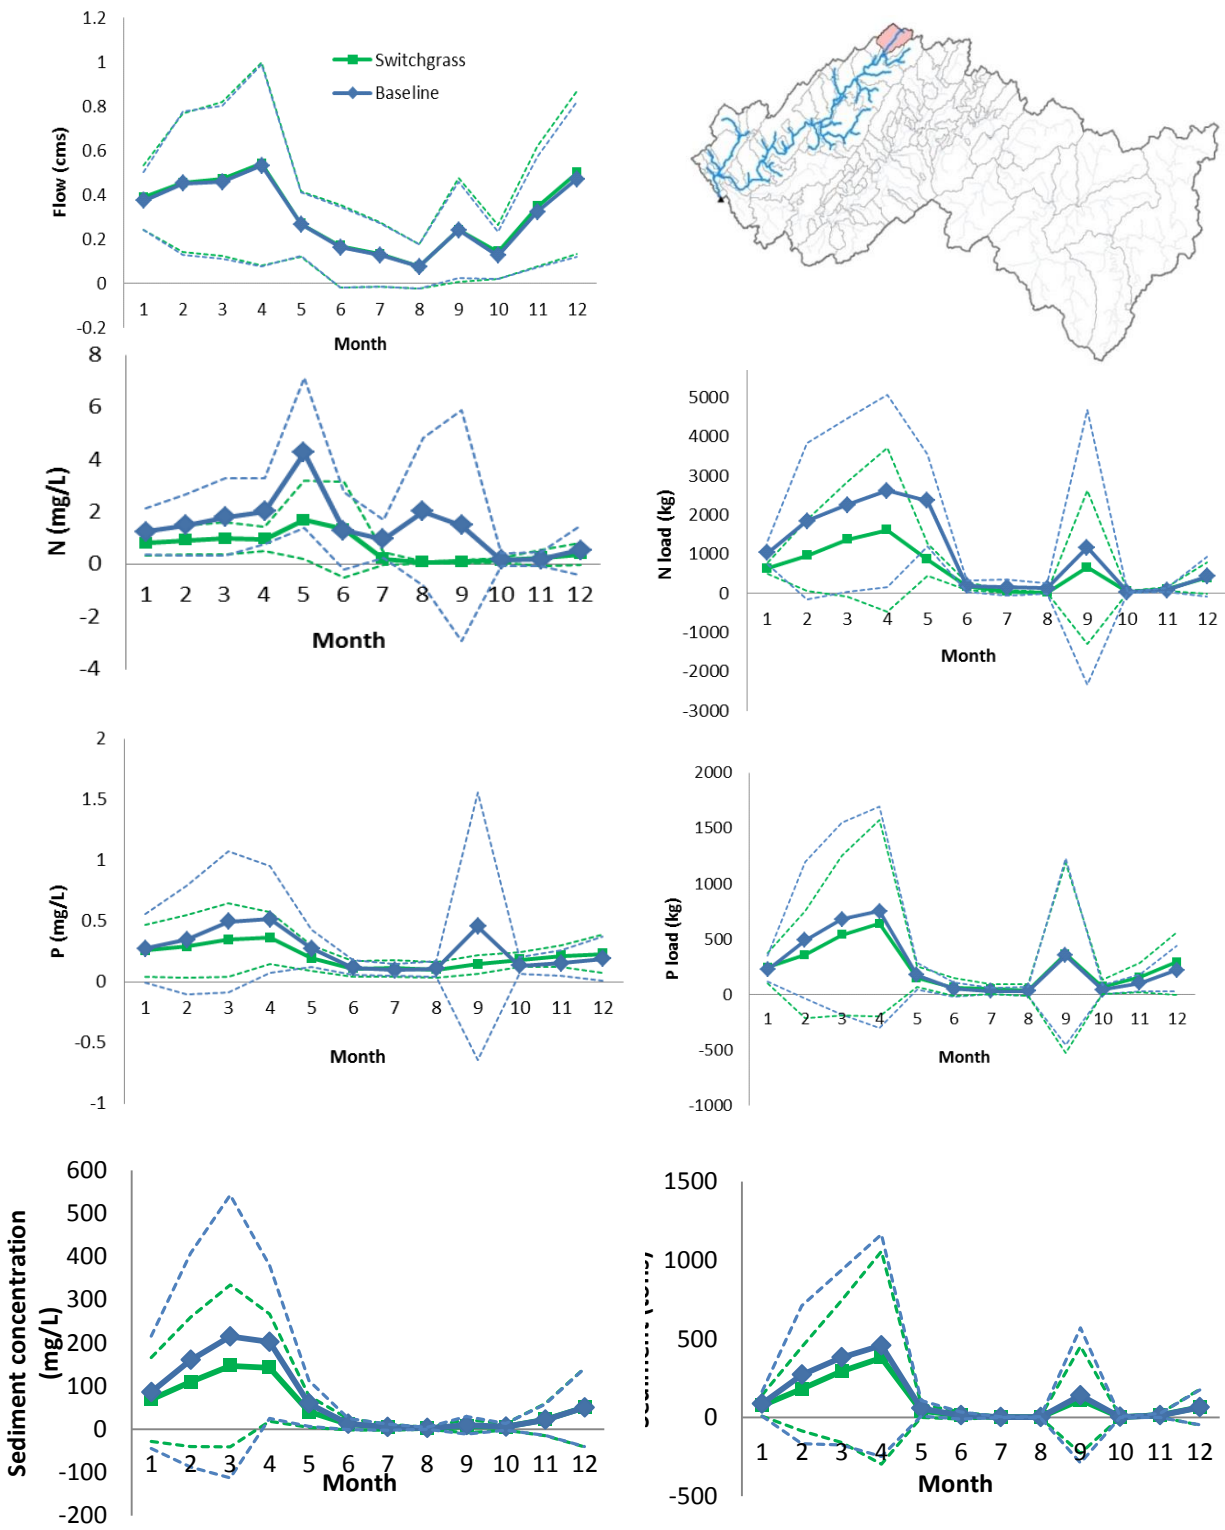 1.2
1
0.8
0.6
0.4
0.2
0
-0.2
Flow (cms)
Switchgrass
Baseline
1 2 3 4 5 6 7 8 9 10 11 12
Month
8
6
4
2
0
-2
-4
N (mg/L)
1 2 3 4 5 6 7 8 9 10 11 12
Month
5000
4000
3000
2000
1000
0
-1000
-2000
-3000
N load (kg)
1 2 3 4 5 6 7 8 9 10 11 12
Month
2
1.5
1
0.5
0
-0.5
-1
P (mg/L)
1 2 3 4 5 6 7 8 9 10 11 12
Month
2000
1500
1000
500
0
-500
-1000
P load (kg)
1 2 3 4 5 6 7 8 9 10 11 12
Month
600
500
400
300
200
100
0
-100
-200
Sediment concentration
(mg/L)
1 2 3 4 5 6 7 8 9 10 11 12
Month
1500
1000
500
0
-500
1 2 3 4 5 6 7 8 9 10 11 12
Month